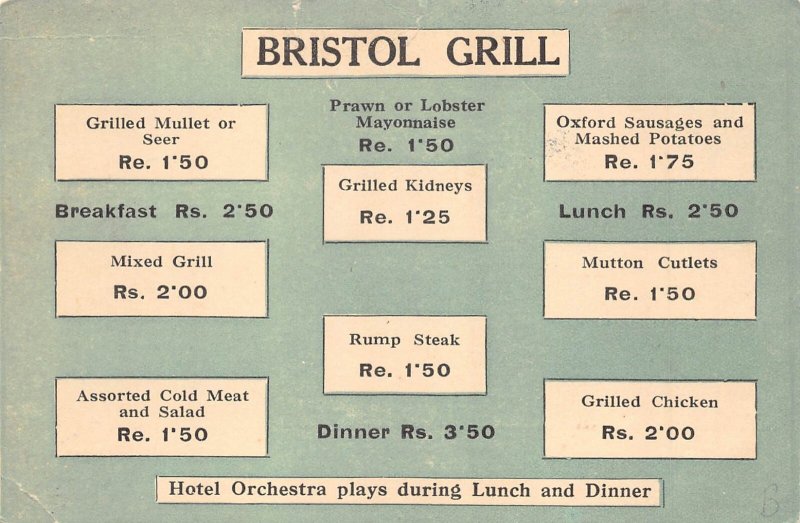 BRISTOL GRILL
Grilled Mullet or
Seer
Re. 1·50
Prawn or Lobster
Mayonnaise
Re. 1·50
Oxford Sausages and
Mashed Potatoes
Re. 1·75
Breakfast Rs. 2·50
Grilled Kidneys
Re. 1·25
Lunch Rs. 2·50
Mixed Grill
Rs. 2·00
Mutton Cutlets
Re. 1·50
Rump Steak
Re. 1·50
Assorted Cold Meat
and Salad
Re. 1·50
Dinner Rs. 3·50
Grilled Chicken
Rs. 2·00
Hotel Orchestra plays during Lunch and Dinner
B